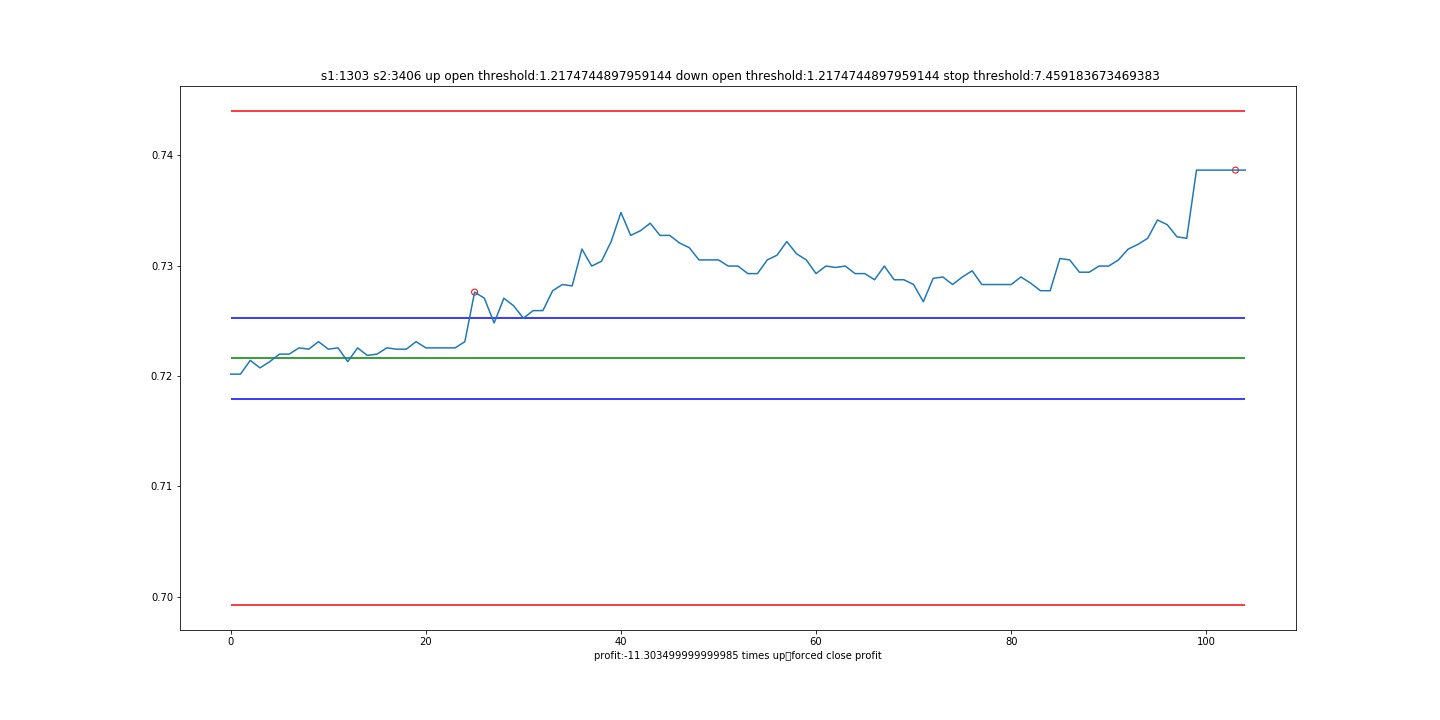 s1:1303 s2:3406 up open threshold:1.2174744897959144 down open threshold:1.2174744897959144 stop threshold:7.459183673469383
0.74
0.73
0.72
0.71
0.70
0 20 40 60 80 100
profit:-11.303499999999985 times up▯forced close profit